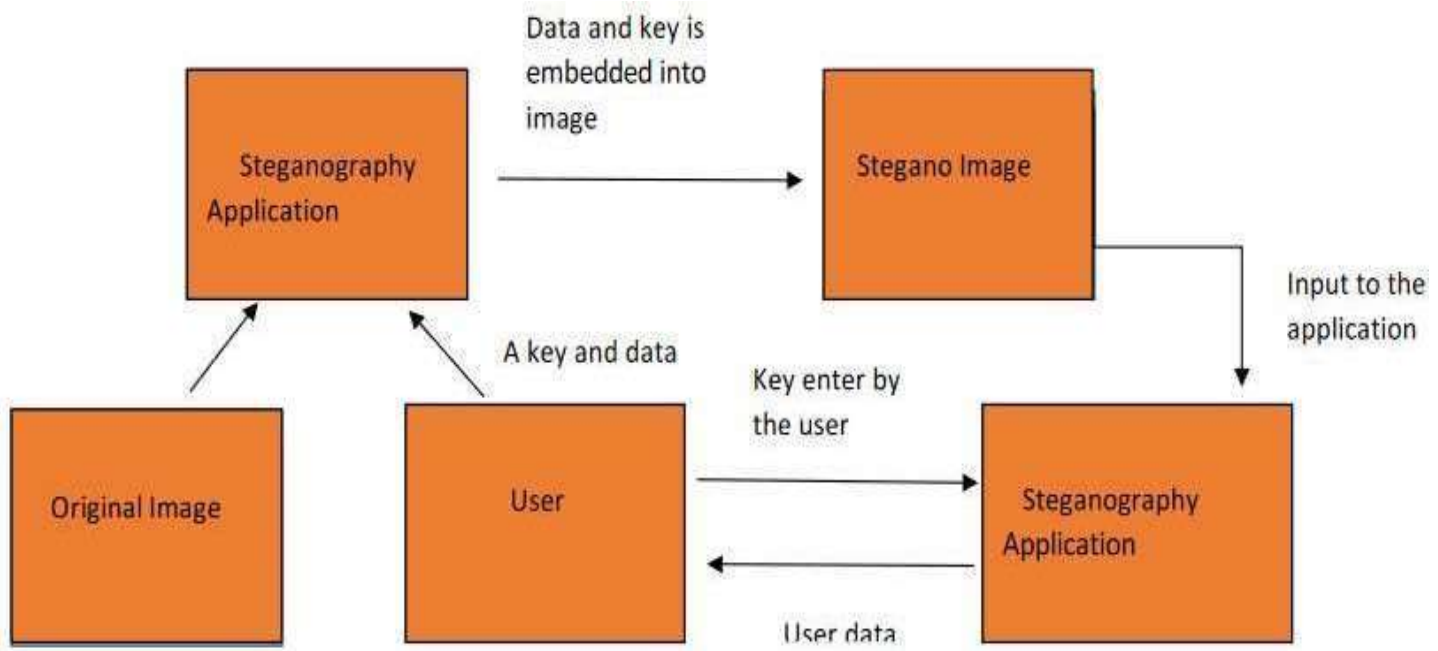 Data and key is
embedded into
image
Steganography
Application
Stegano Image
Input to the
application
A key and data
Key enter by
the user
Original Image
User
Steganography
Application
User data